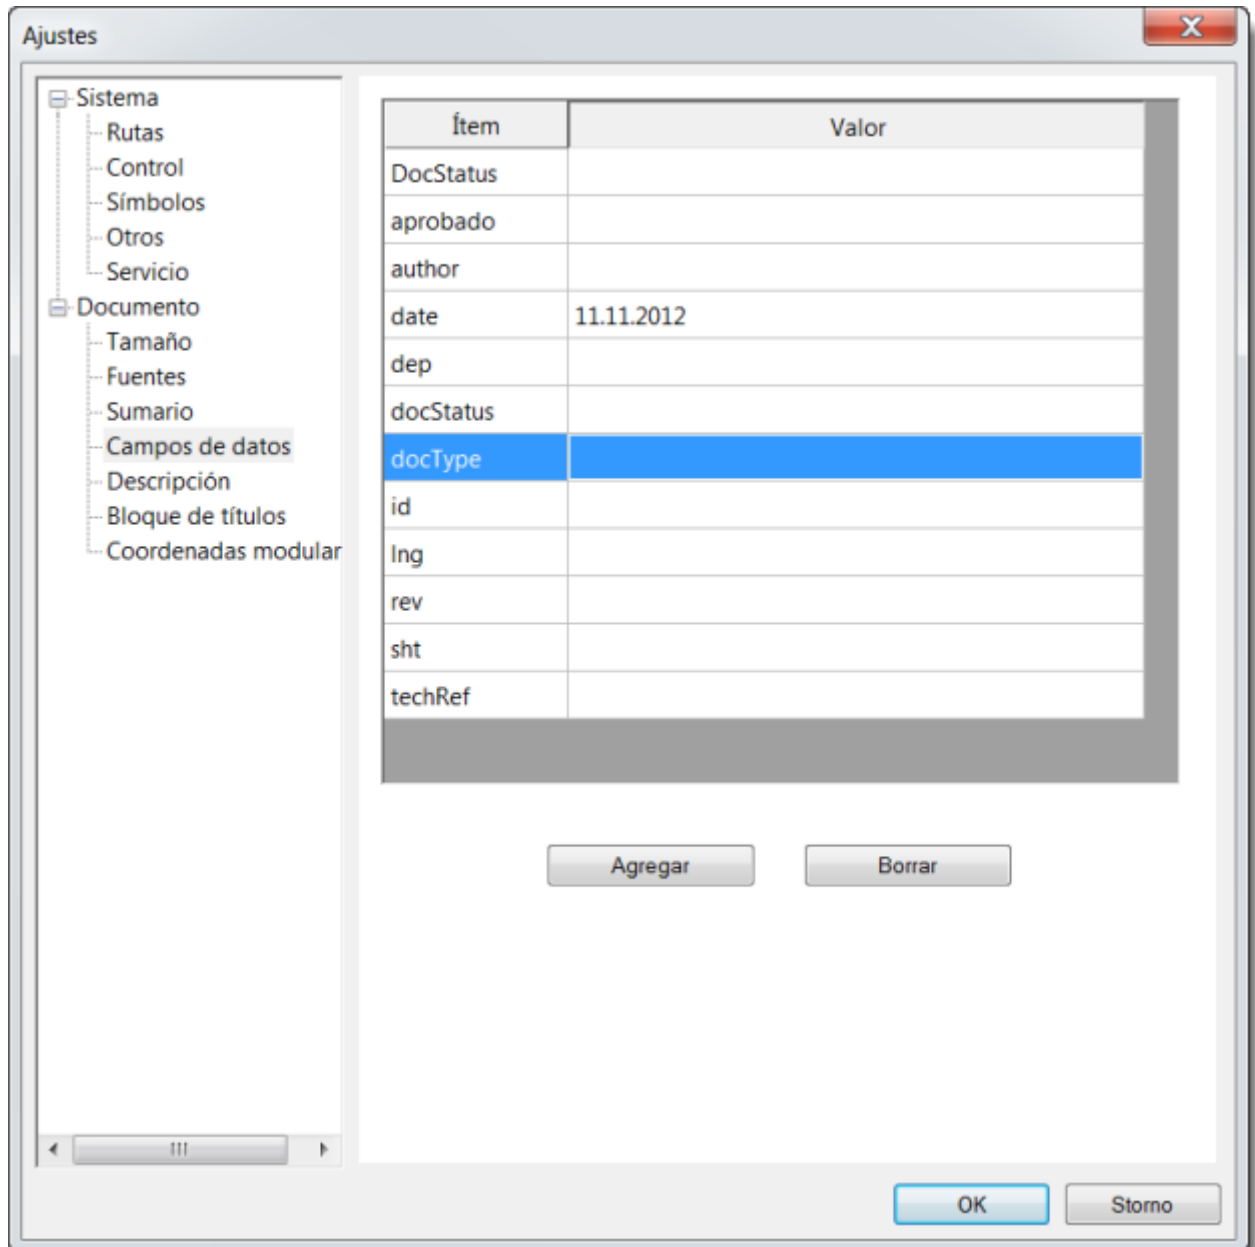 Ajustes
Sistema
Rutas
Control
Símbolos
Otros
Servicio
Documento
Tamaño
Fuentes
Sumario
Campos de datos
Descripción
Bloque de títulos
Coordenadas modular
Ítem Valor
DocStatus
aprobado
author
date 11.11.2012
dep
docStatus
docType
id
lng
rev
sht
techRef
Agregar Borrar
OK Storno